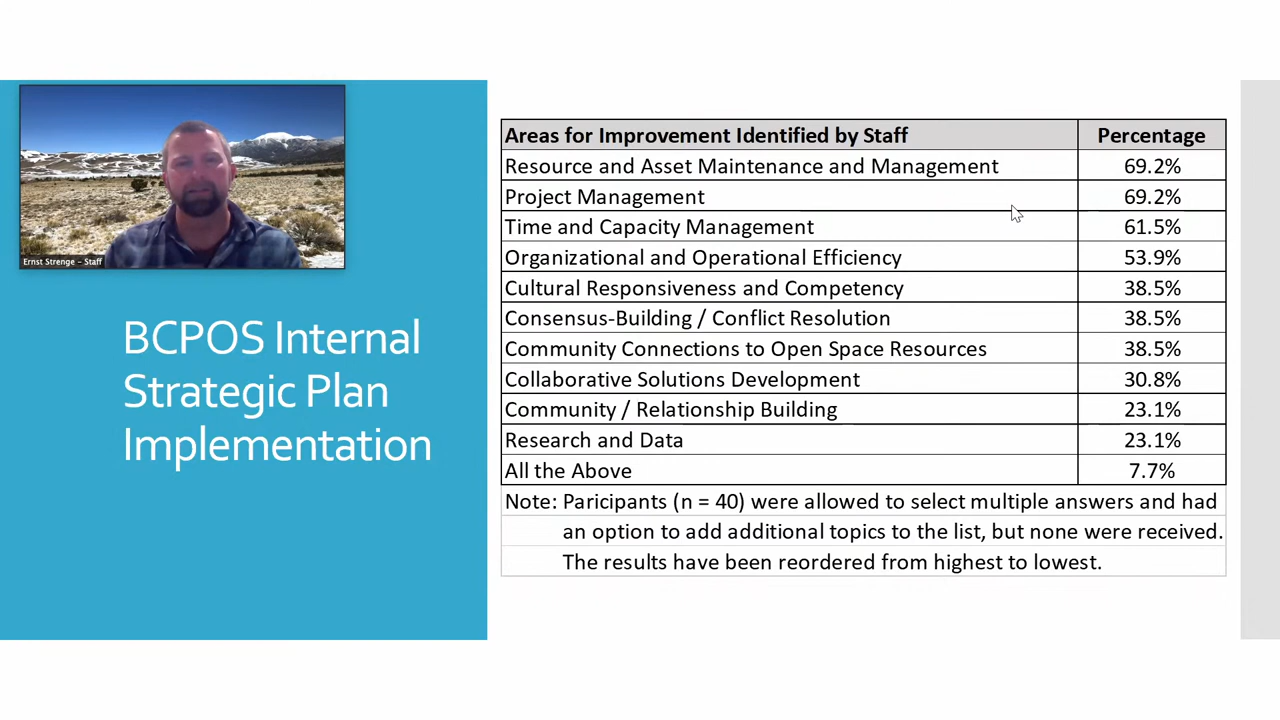 Ernst Strenge - Staff
BCPOS Internal
Strategic Plan
Implementation
Areas for Improvement Identified by Staff Percentage
Resource and Asset Maintenance and Management 69.2%
Project Management 69.2%
Time and Capacity Management 61.5%
Organizational and Operational Efficiency 53.9%
Cultural Responsiveness and Competency 38.5%
Consensus-Building / Conflict Resolution 38.5%
Community Connections to Open Space Resources 38.5%
Collaborative Solutions Development 30.8%
Community / Relationship Building 23.1%
Research and Data 23.1%
All the Above 7.7%
Note: Paricipants (n = 40) were allowed to select multiple answers and had
an option to add additional topics to the list, but none were received.
The results have been reordered from highest to lowest.